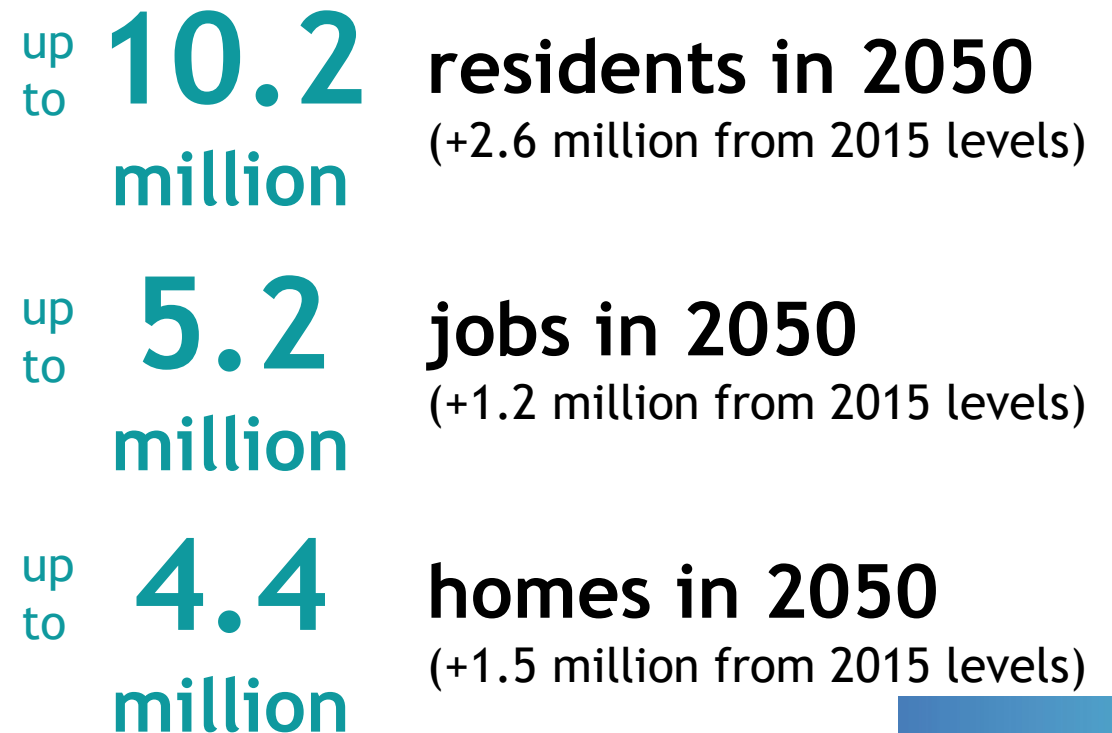 up to 10.2 million
residents in 2050
(+2.6 million from 2015 levels)
up to 5.2 million
jobs in 2050
(+1.2 million from 2015 levels)
up to 4.4 million
homes in 2050
(+1.5 million from 2015 levels)